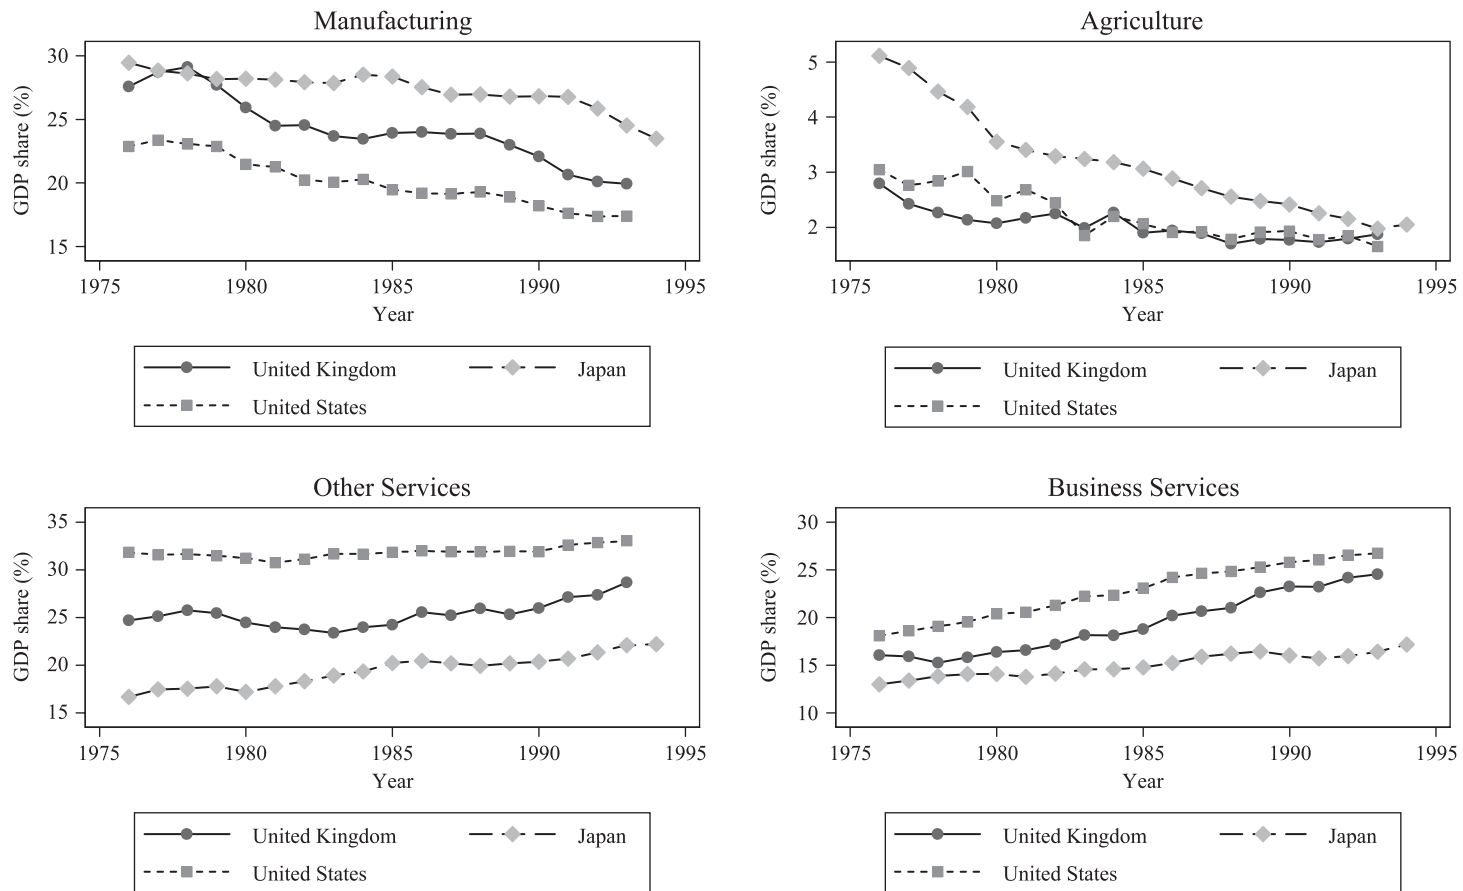 Manufacturing
GDP share (%)
30
25
20
15
1975 1980 1985 1990 1995
Year
United Kingdom Japan
United States
Agriculture
GDP share (%)
5
4
3
2
1975 1980 1985 1990 1995
Year
United Kingdom Japan
United States
Other Services
GDP share (%)
35
30
25
20
15
1975 1980 1985 1990 1995
Year
United Kingdom Japan
United States
Business Services
GDP share (%)
30
25
20
15
10
1975 1980 1985 1990 1995
Year
United Kingdom Japan
United States